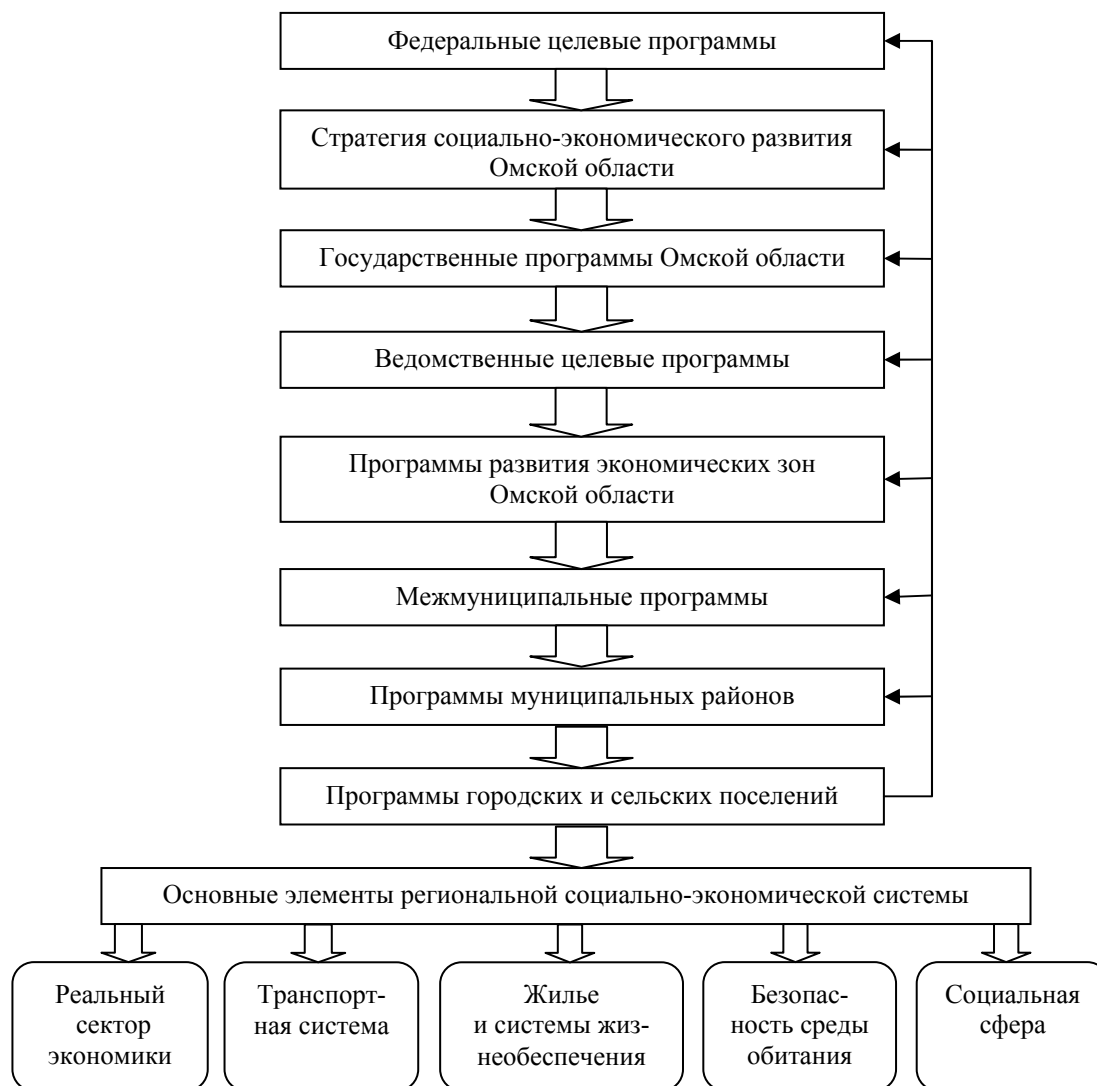 Федеральные целевые программы
Стратегия социально-экономического развития
Омской области
Государственные программы Омской области
Ведомственные целевые программы
Программы развития экономических зон
Омской области
Межмуниципальные программы
Программы муниципальных районов
Программы городских и сельских поселений
Основные элементы региональной социально-экономической системы
Реальный
сектор
экономики
Транспорт-
ная система
Жилье
и системы жиз-
необеспечения
Безопас-
ность среды
обитания
Социальная
сфера